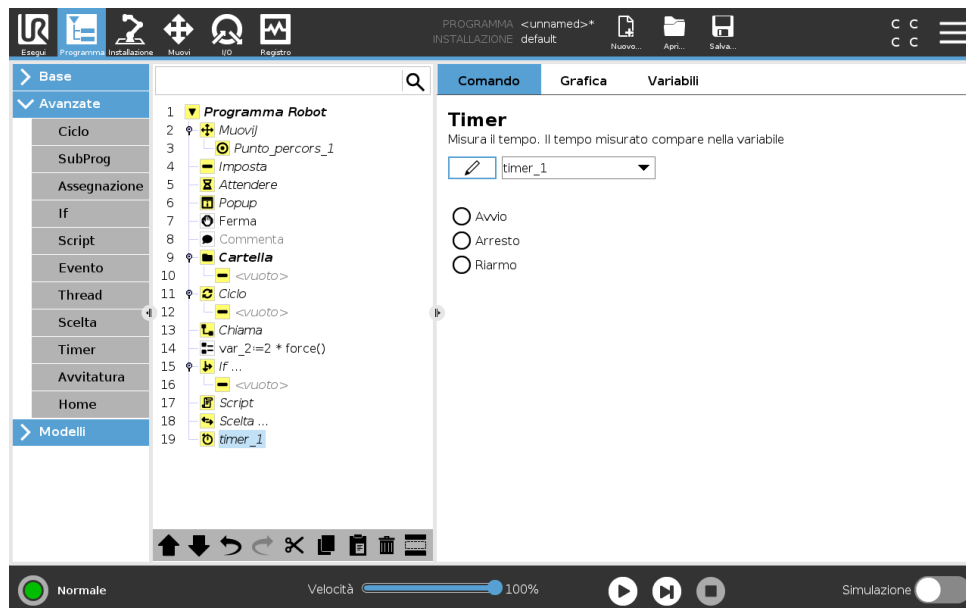 PROGRAMMA <unnamed>*
INSTALLAZIONE default
Esegui Programma Installazione Muovi I/O Registro Nuovo... Apri... Salva...
C C
C C
Base
Avanzate
Ciclo
SubProg
Assegnazione
If
Script
Evento
Thread
Scelta
Timer
Avvitatura
Home
Modelli
1 Programma Robot
2 MuoviJ
3 Punto_percors_1
4 Imposta
5 Attendere
6 Popup
7 Ferma
8 Commenta
9 Cartella
10 <vuoto>
11 Ciclo
12 <vuoto>
13 Chiama
14 var_2:=2 * force()
15 If ...
16 <vuoto>
17 Script
18 Scelta ...
19 timer_1
Comando Grafica Variabili
Timer
Misura il tempo. Il tempo misurato compare nella variabile
timer_1
Avvio
Arresto
Riarmo
Normale Velocità 100% Simulazione